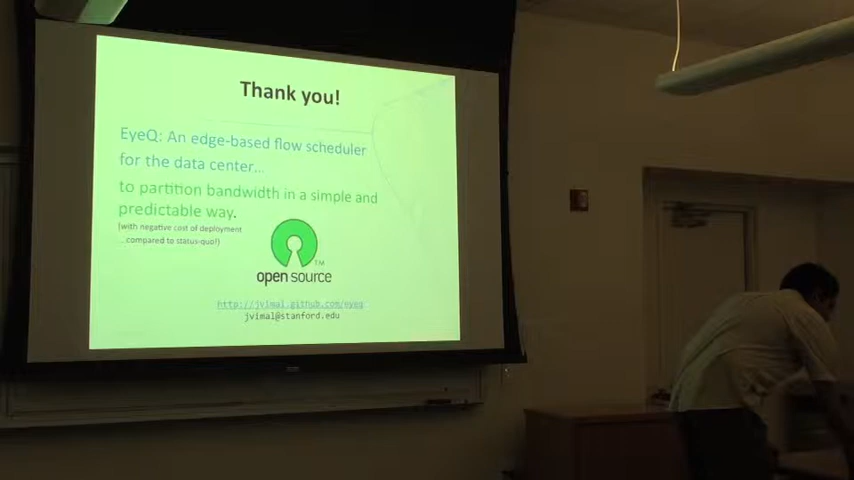 Thank you!
EyeQ: An edge-based flow scheduler
for the data center...
to partition bandwidth in a simple and
predictable way.
(with negative cost of deployment
...compared to status-quo!)
TM
open source
http://jvimal.github.com/eyeq
jvimal@stanford.edu